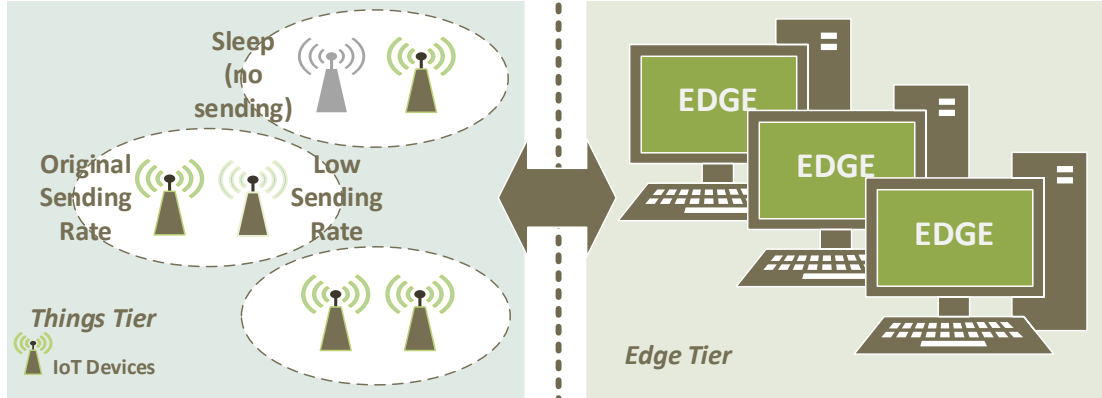 Sleep
(no
sending)
Original
Sending
Rate
Low
Sending
Rate
Things Tier
IoT Devices
EDGE
EDGE
EDGE
Edge Tier